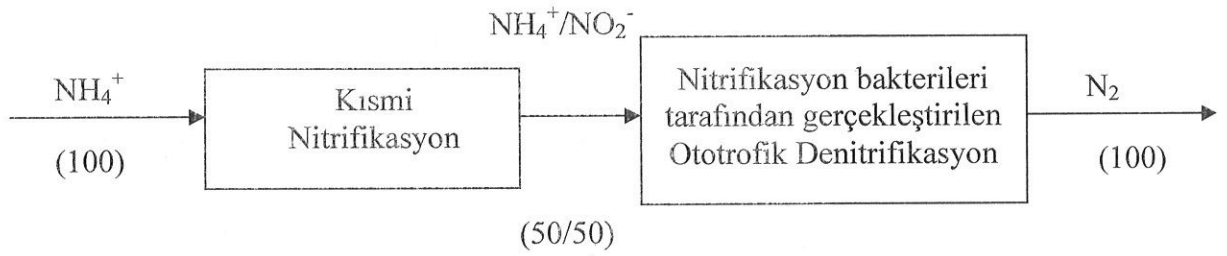 NH₄⁺
(100)
Kısmi
Nitrifikasyon
NH₄⁺/NO₂⁻
(50/50)
Nitrifikasyon bakterileri
tarafından gerçekleştirilen
Ototrofik Denitrifikasyon
N₂
(100)